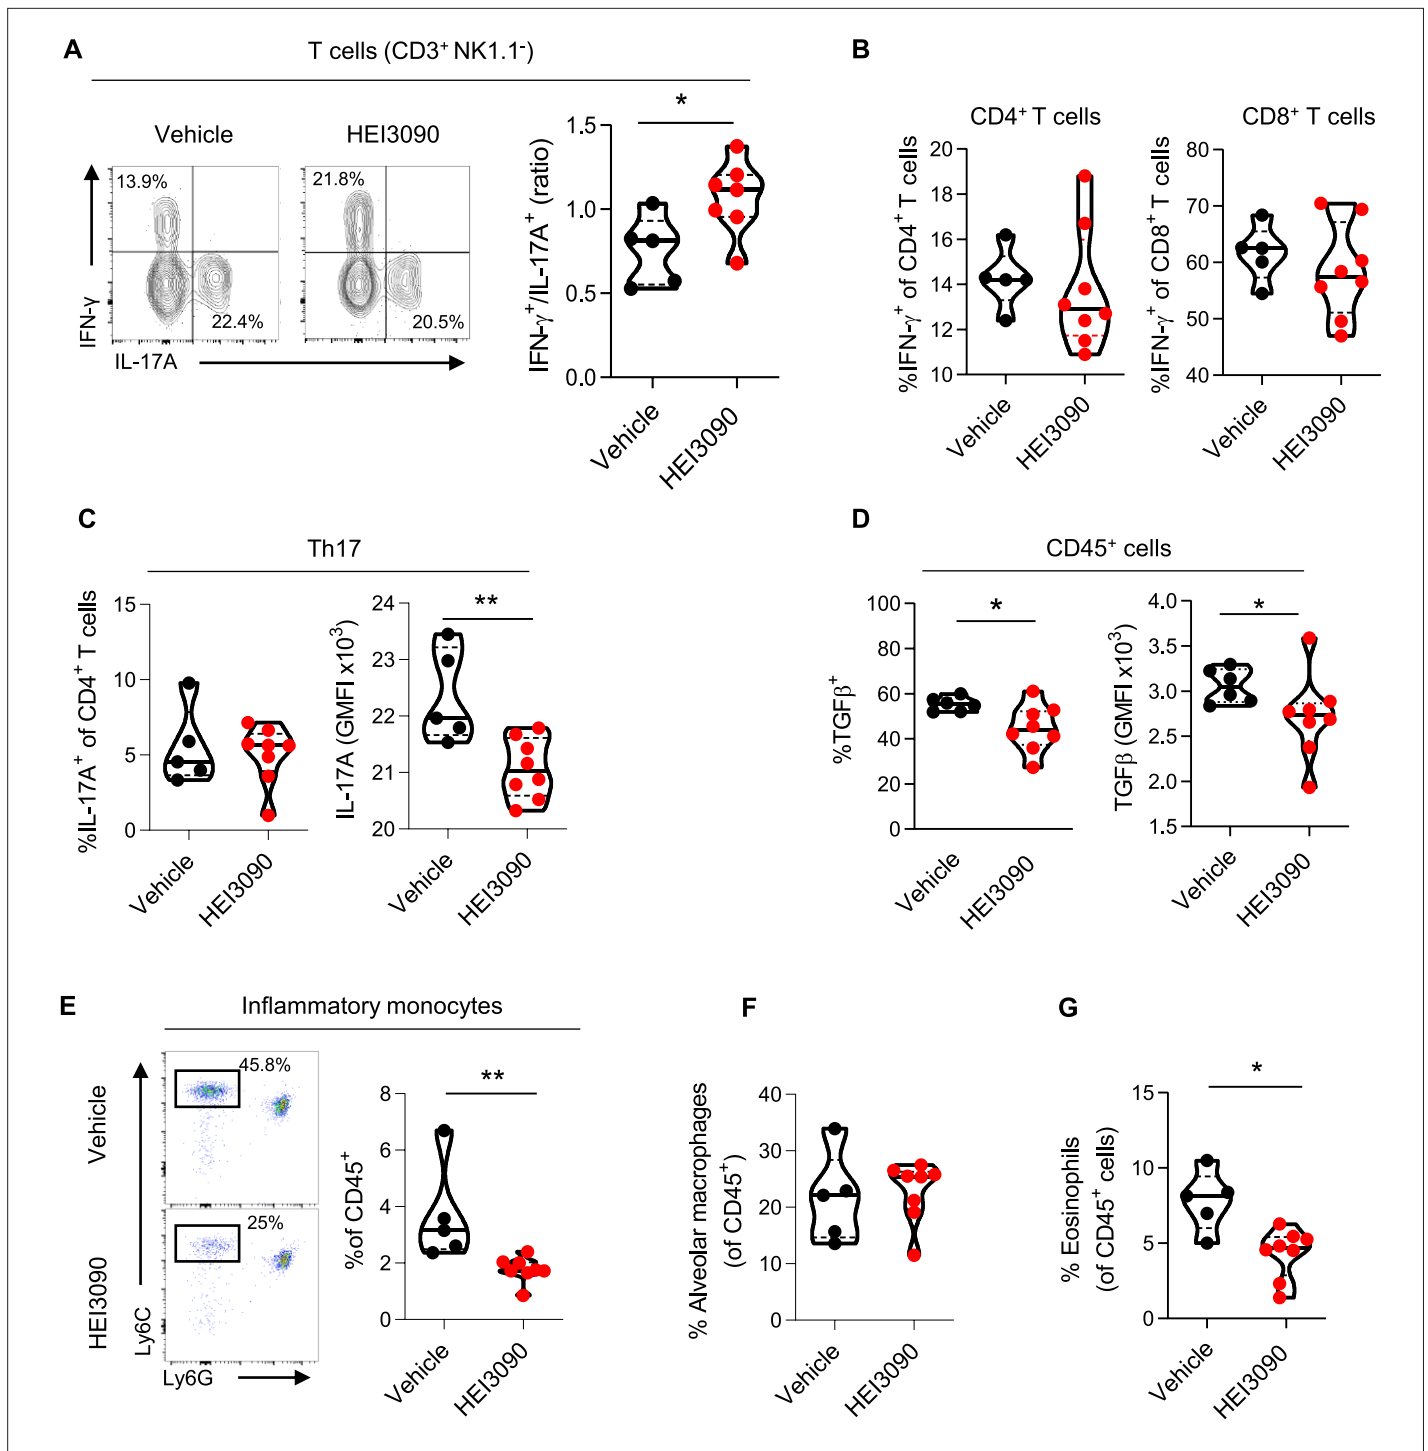 A
T cells (CD3⁺ NK1.1⁻)
Vehicle
HEI3090
13.9%
22.4%
21.8%
20.5%
IFN-γ
IL-17A
IFN-γ⁺/IL-17A⁺ (ratio)
1.5
1.0
0.5
0.0
*
Vehicle
HEI3090
B
CD4⁺ T cells
%IFN-γ⁺ of CD4⁺ T cells
20
18
16
14
12
10
Vehicle
HEI3090
CD8⁺ T cells
%IFN-γ⁺ of CD8⁺ T cells
80
70
60
50
40
Vehicle
HEI3090
C
Th17
%IL-17A⁺ of CD4⁺ T cells
15
10
5
0
Vehicle
HEI3090
IL-17A (GMFI x10³)
24
23
22
21
20
**
Vehicle
HEI3090
D
CD45⁺ cells
%TGFβ⁺
100
80
60
40
20
0
*
Vehicle
HEI3090
TGFβ (GMFI x10³)
4.0
3.5
3.0
2.5
2.0
1.5
*
Vehicle
HEI3090
E
Inflammatory monocytes
Vehicle
45.8%
HEI3090
25%
Ly6C
Ly6G
%of CD45⁺
8
6
4
2
0
**
Vehicle
HEI3090
F
% Alveolar macrophages
(of CD45⁺)
40
30
20
10
0
Vehicle
HEI3090
G
% Eosinophils
(of CD45⁺ cells)
15
10
5
0
*
Vehicle
HEI3090